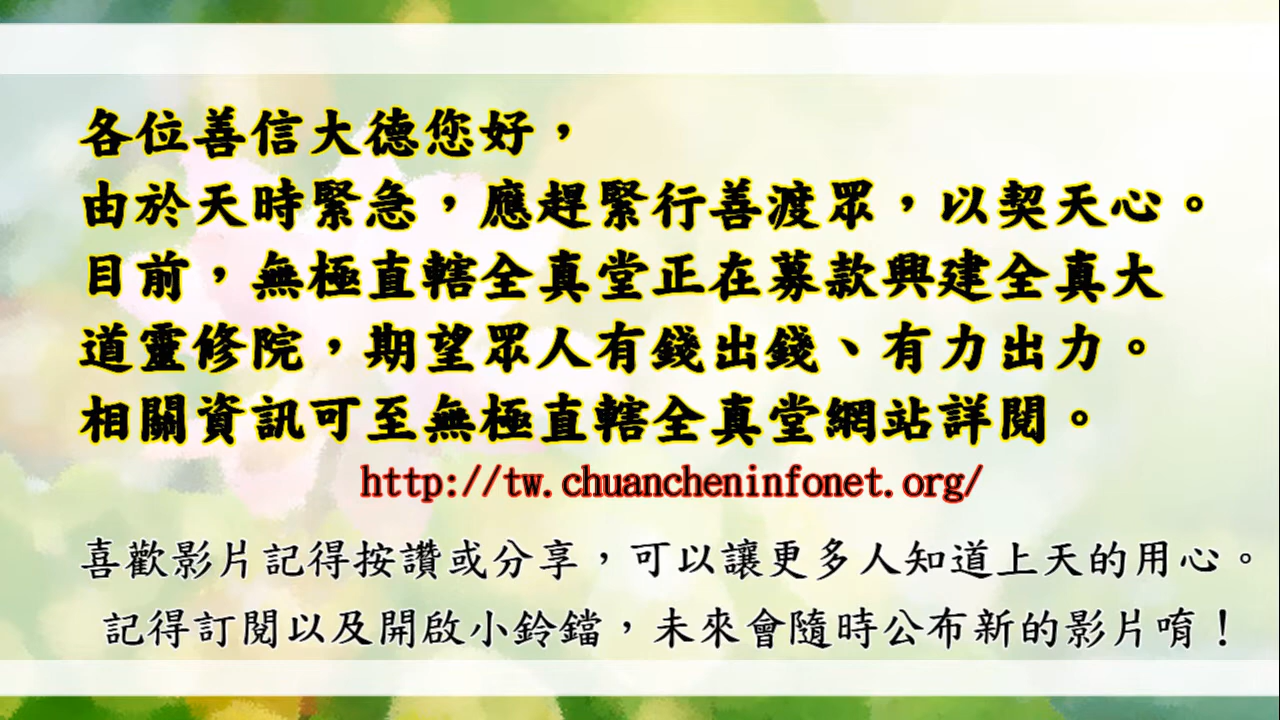 各位善信大德您好，
由於天時緊急，應趕緊行善渡眾，以契天心。
目前，無極直轄全真堂正在募款興建全真大
道靈修院，期望眾人有錢出錢、有力出力。
相關資訊可至無極直轄全真堂網站詳閱。
http://tw.chuancheninfonet.org/
喜歡影片記得按讚或分享，可以讓更多人知道上天的用心。
記得訂閱以及開啟小鈴鐺，未來會隨時公布新的影片唷！